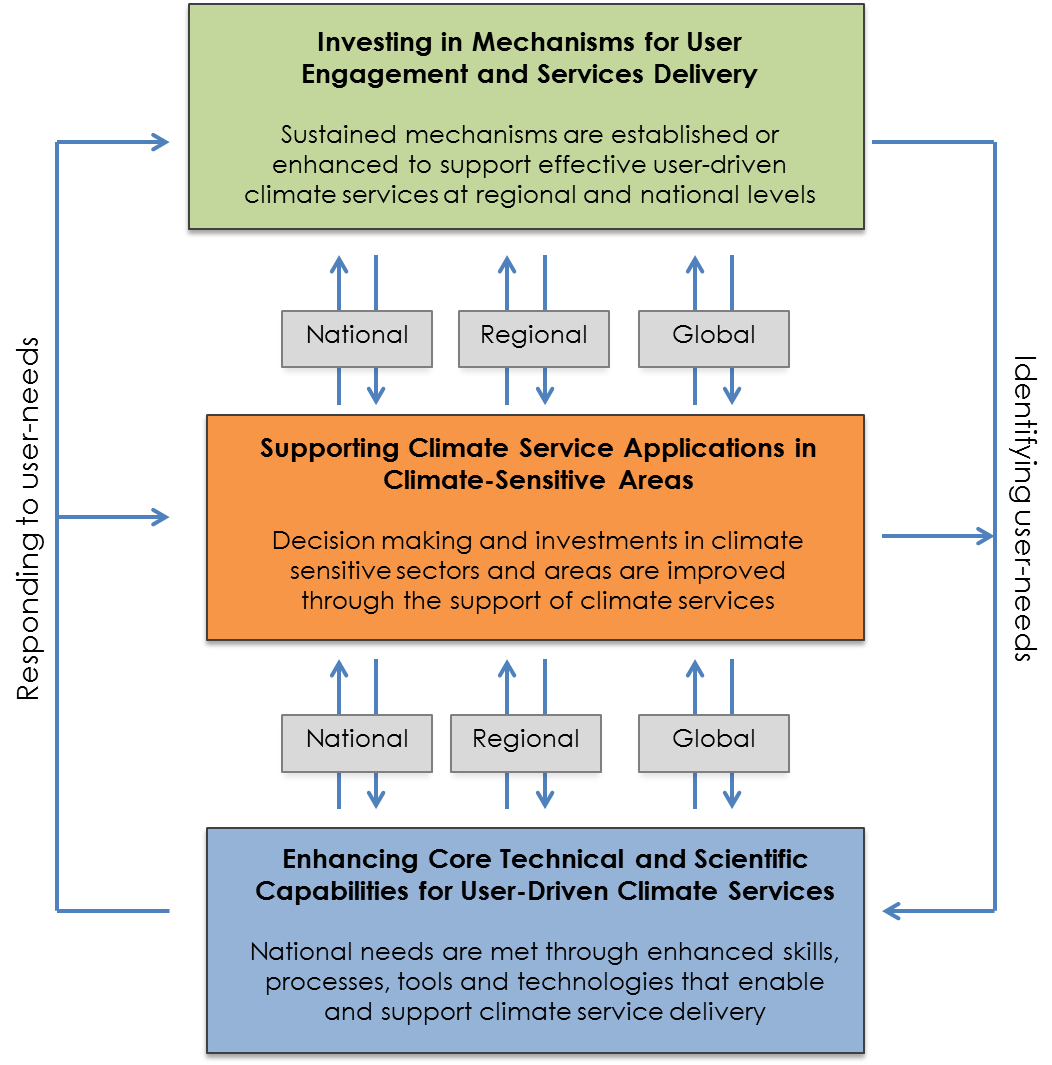 Investing in Mechanisms for User
Engagement and Services Delivery
Sustained mechanisms are established or
enhanced to support effective user-driven
climate services at regional and national levels
National
Regional
Global
Responding to user-needs
Identifying user-needs
Supporting Climate Service Applications in
Climate-Sensitive Areas
Decision making and investments in climate
sensitive sectors and areas are improved
through the support of climate services
National
Regional
Global
Enhancing Core Technical and Scientific
Capabilities for User-Driven Climate Services
National needs are met through enhanced skills,
processes, tools and technologies that enable
and support climate service delivery